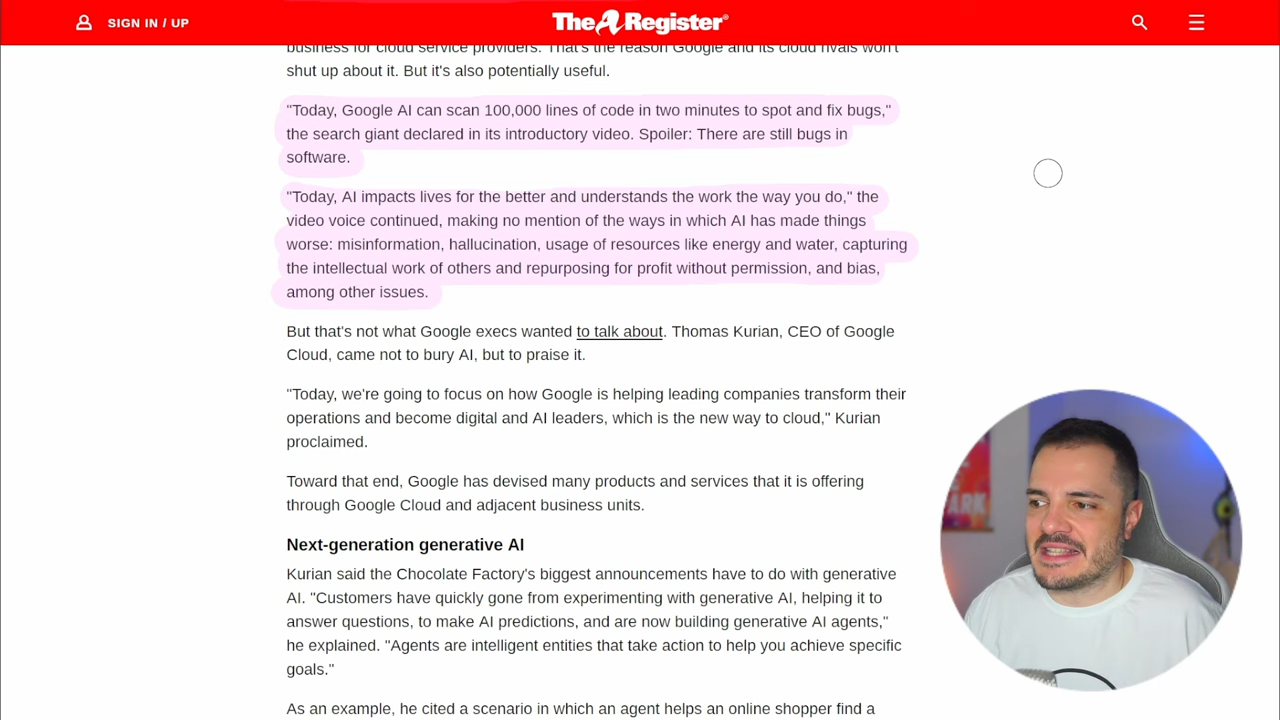 SIGN IN / UP
The Register
business for cloud service providers. That's the reason Google and its cloud rivals won't
shut up about it. But it's also potentially useful.
"Today, Google AI can scan 100,000 lines of code in two minutes to spot and fix bugs,"
the search giant declared in its introductory video. Spoiler: There are still bugs in
software.
"Today, AI impacts lives for the better and understands the work the way you do," the
video voice continued, making no mention of the ways in which AI has made things
worse: misinformation, hallucination, usage of resources like energy and water, capturing
the intellectual work of others and repurposing for profit without permission, and bias,
among other issues.
But that's not what Google execs wanted to talk about. Thomas Kurian, CEO of Google
Cloud, came not to bury AI, but to praise it.
"Today, we're going to focus on how Google is helping leading companies transform their
operations and become digital and AI leaders, which is the new way to cloud," Kurian
proclaimed.
Toward that end, Google has devised many products and services that it is offering
through Google Cloud and adjacent business units.
Next-generation generative AI
Kurian said the Chocolate Factory's biggest announcements have to do with generative
AI. "Customers have quickly gone from experimenting with generative AI, helping it to
answer questions, to make AI predictions, and are now building generative AI agents,"
he explained. "Agents are intelligent entities that take action to help you achieve specific
goals."
As an example, he cited a scenario in which an agent helps an online shopper find a